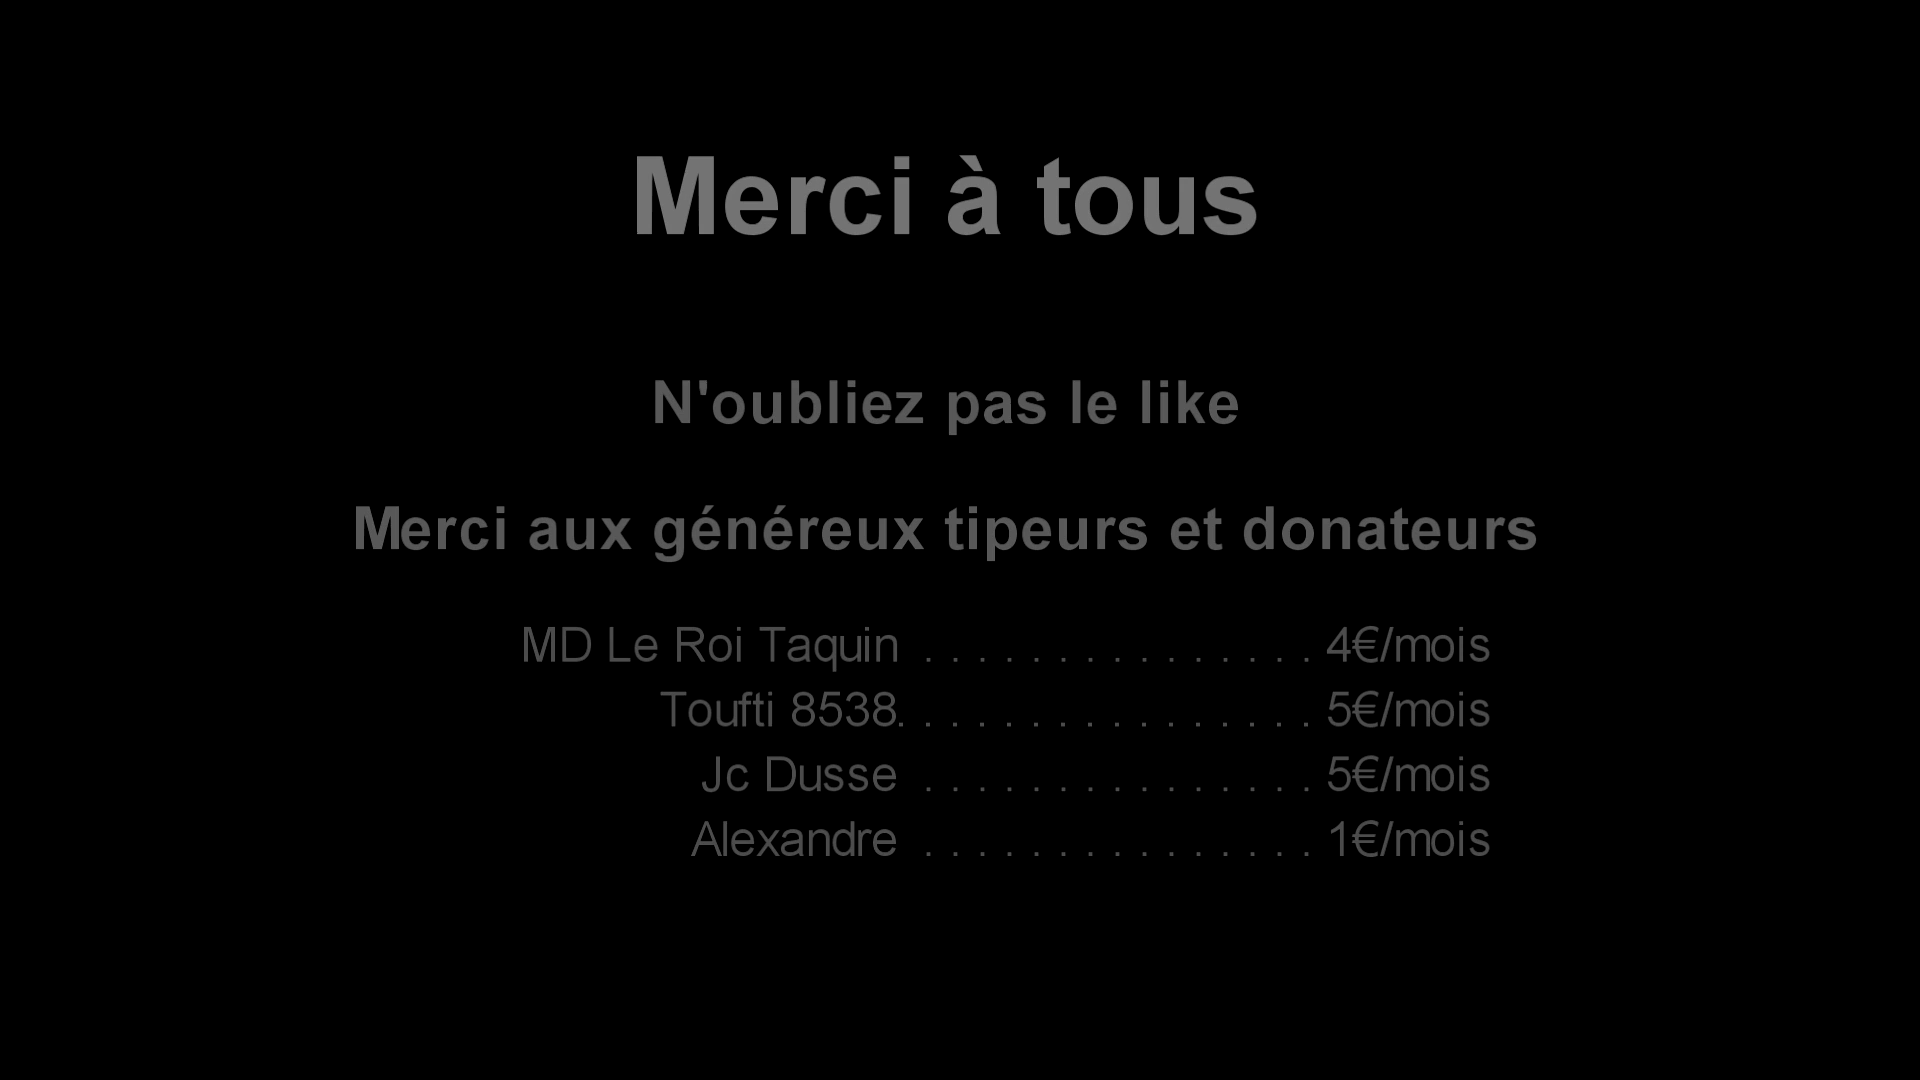 Merci à tous
N'oubliez pas le like
Merci aux généreux tipeurs et donateurs
MD Le Roi Taquin . . . . . . . . . . . . . . . 4€/mois
Toufti 8538. . . . . . . . . . . . . . . . 5€/mois
Jc Dusse . . . . . . . . . . . . . . . 5€/mois
Alexandre . . . . . . . . . . . . . . . 1€/mois